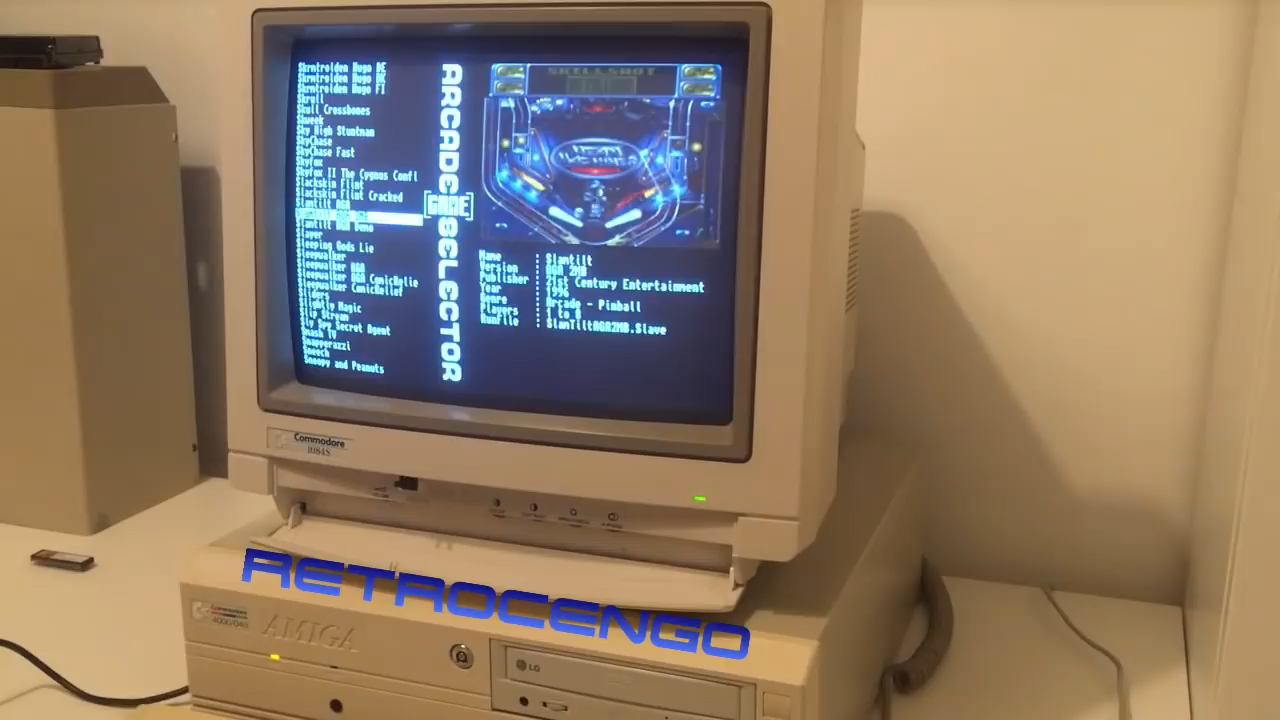 Skrntrolden Hugo DE
Skrntrolden Hugo DK
Skrntrolden Hugo FI
Skrull
Skull Crossbones
Skweek
Sky High Stuntman
SkyChase
SkyChase Fast
Skyfox
Skyfox II The Cygnus Confl
Slackskin Flint
Slackskin Flint Cracked
Slamtilt AGA
Slamtilt AGA Demo
Slayer
Sleeping Gods Lie
Sleepwalker
Sleepwalker AGA
Sleepwalker AGA ComicRelie
Sleepwalker ComicRelief
Sliders
Slightly Magic
Slip Stream
Sly Spy Secret Agent
Smash TV
Snapperazzi
Sneech
Snoopy and Peanuts
ARCADE GAME SELECTOR
SKILLSHOT
Name : Slamtilt
Version : AGA 2MB
Publisher : 21st Century Entertainment
Year : 1996
Genre : Arcade - Pinball
Players : 1 to 8
RunFile : SlamTiltAGA2MB.Slave
Commodore
1084S
RETROCENGO
Commodore
4000/040
AMIGA
LG